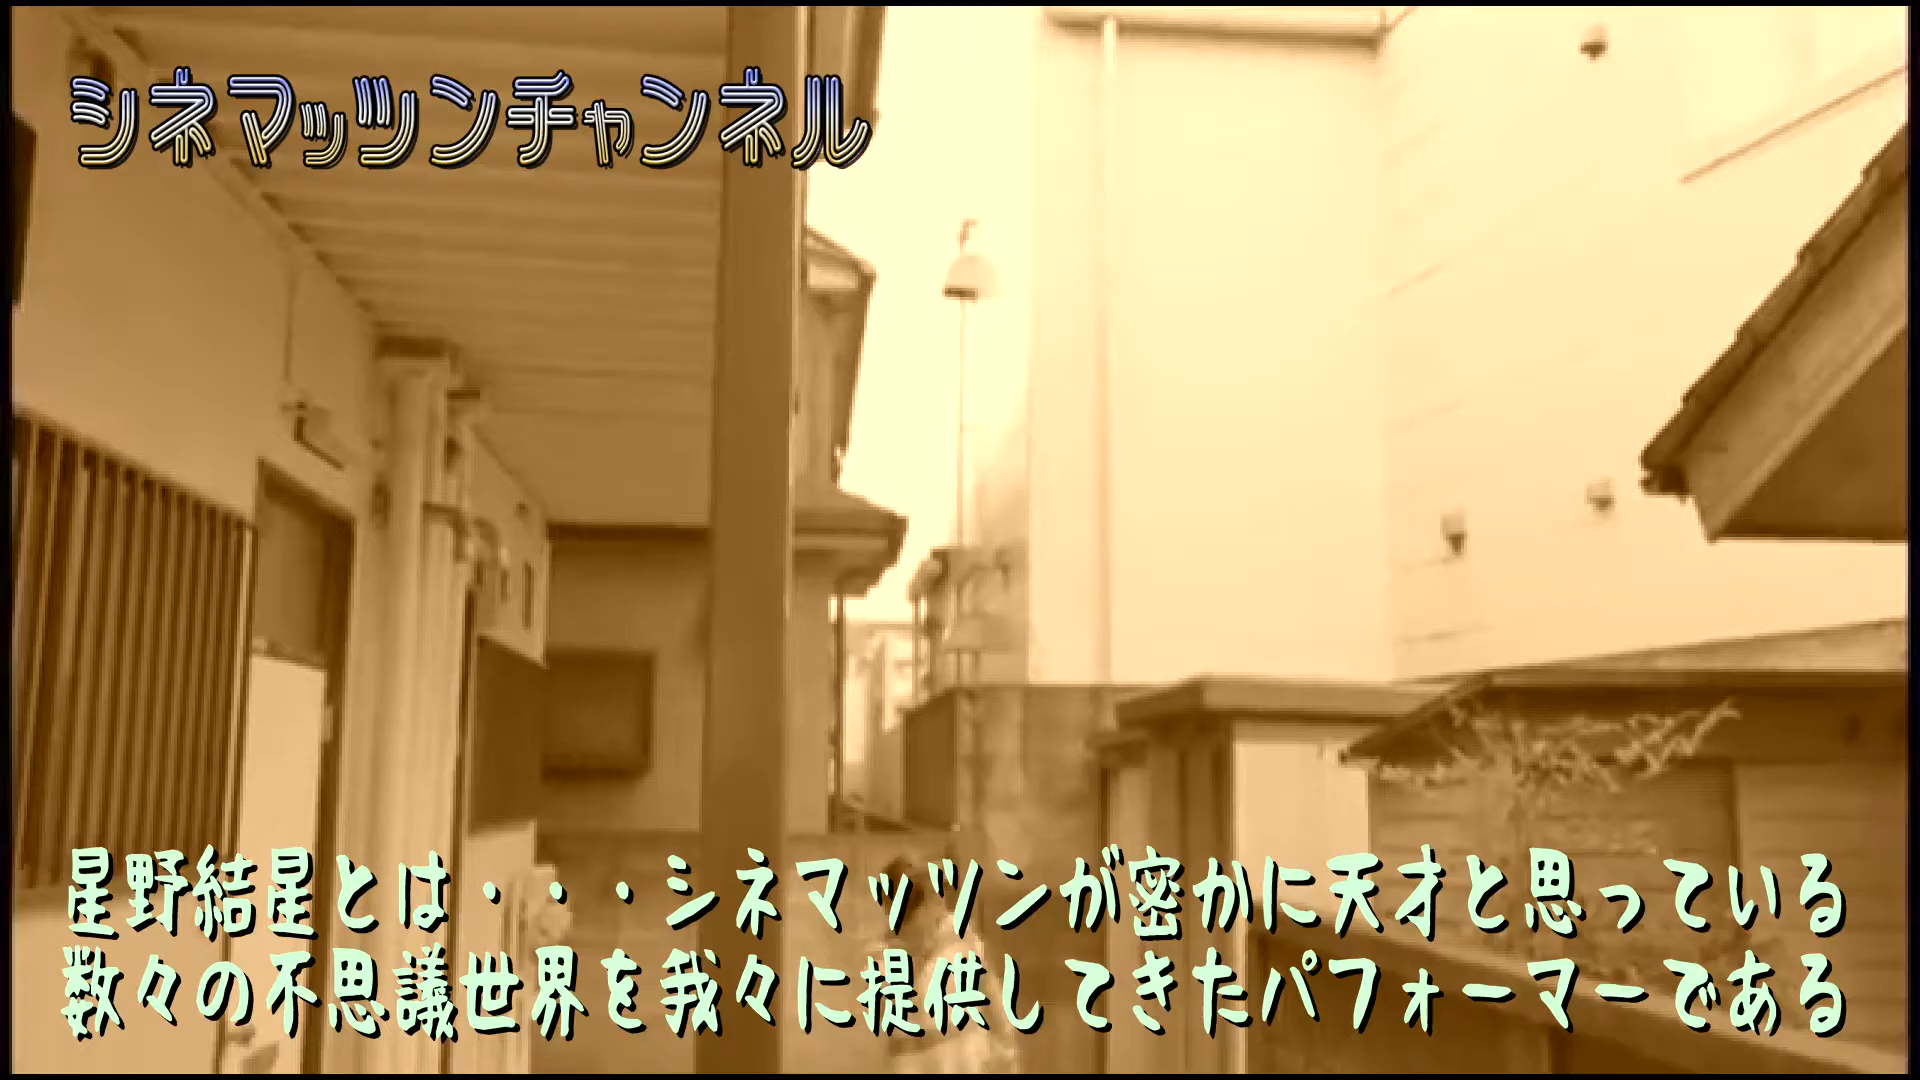 シネマッツンチャンネル
星野結星とは・・・シネマッツンが密かに天才と思っている
数々の不思議世界を我々に提供してきたパフォーマーである